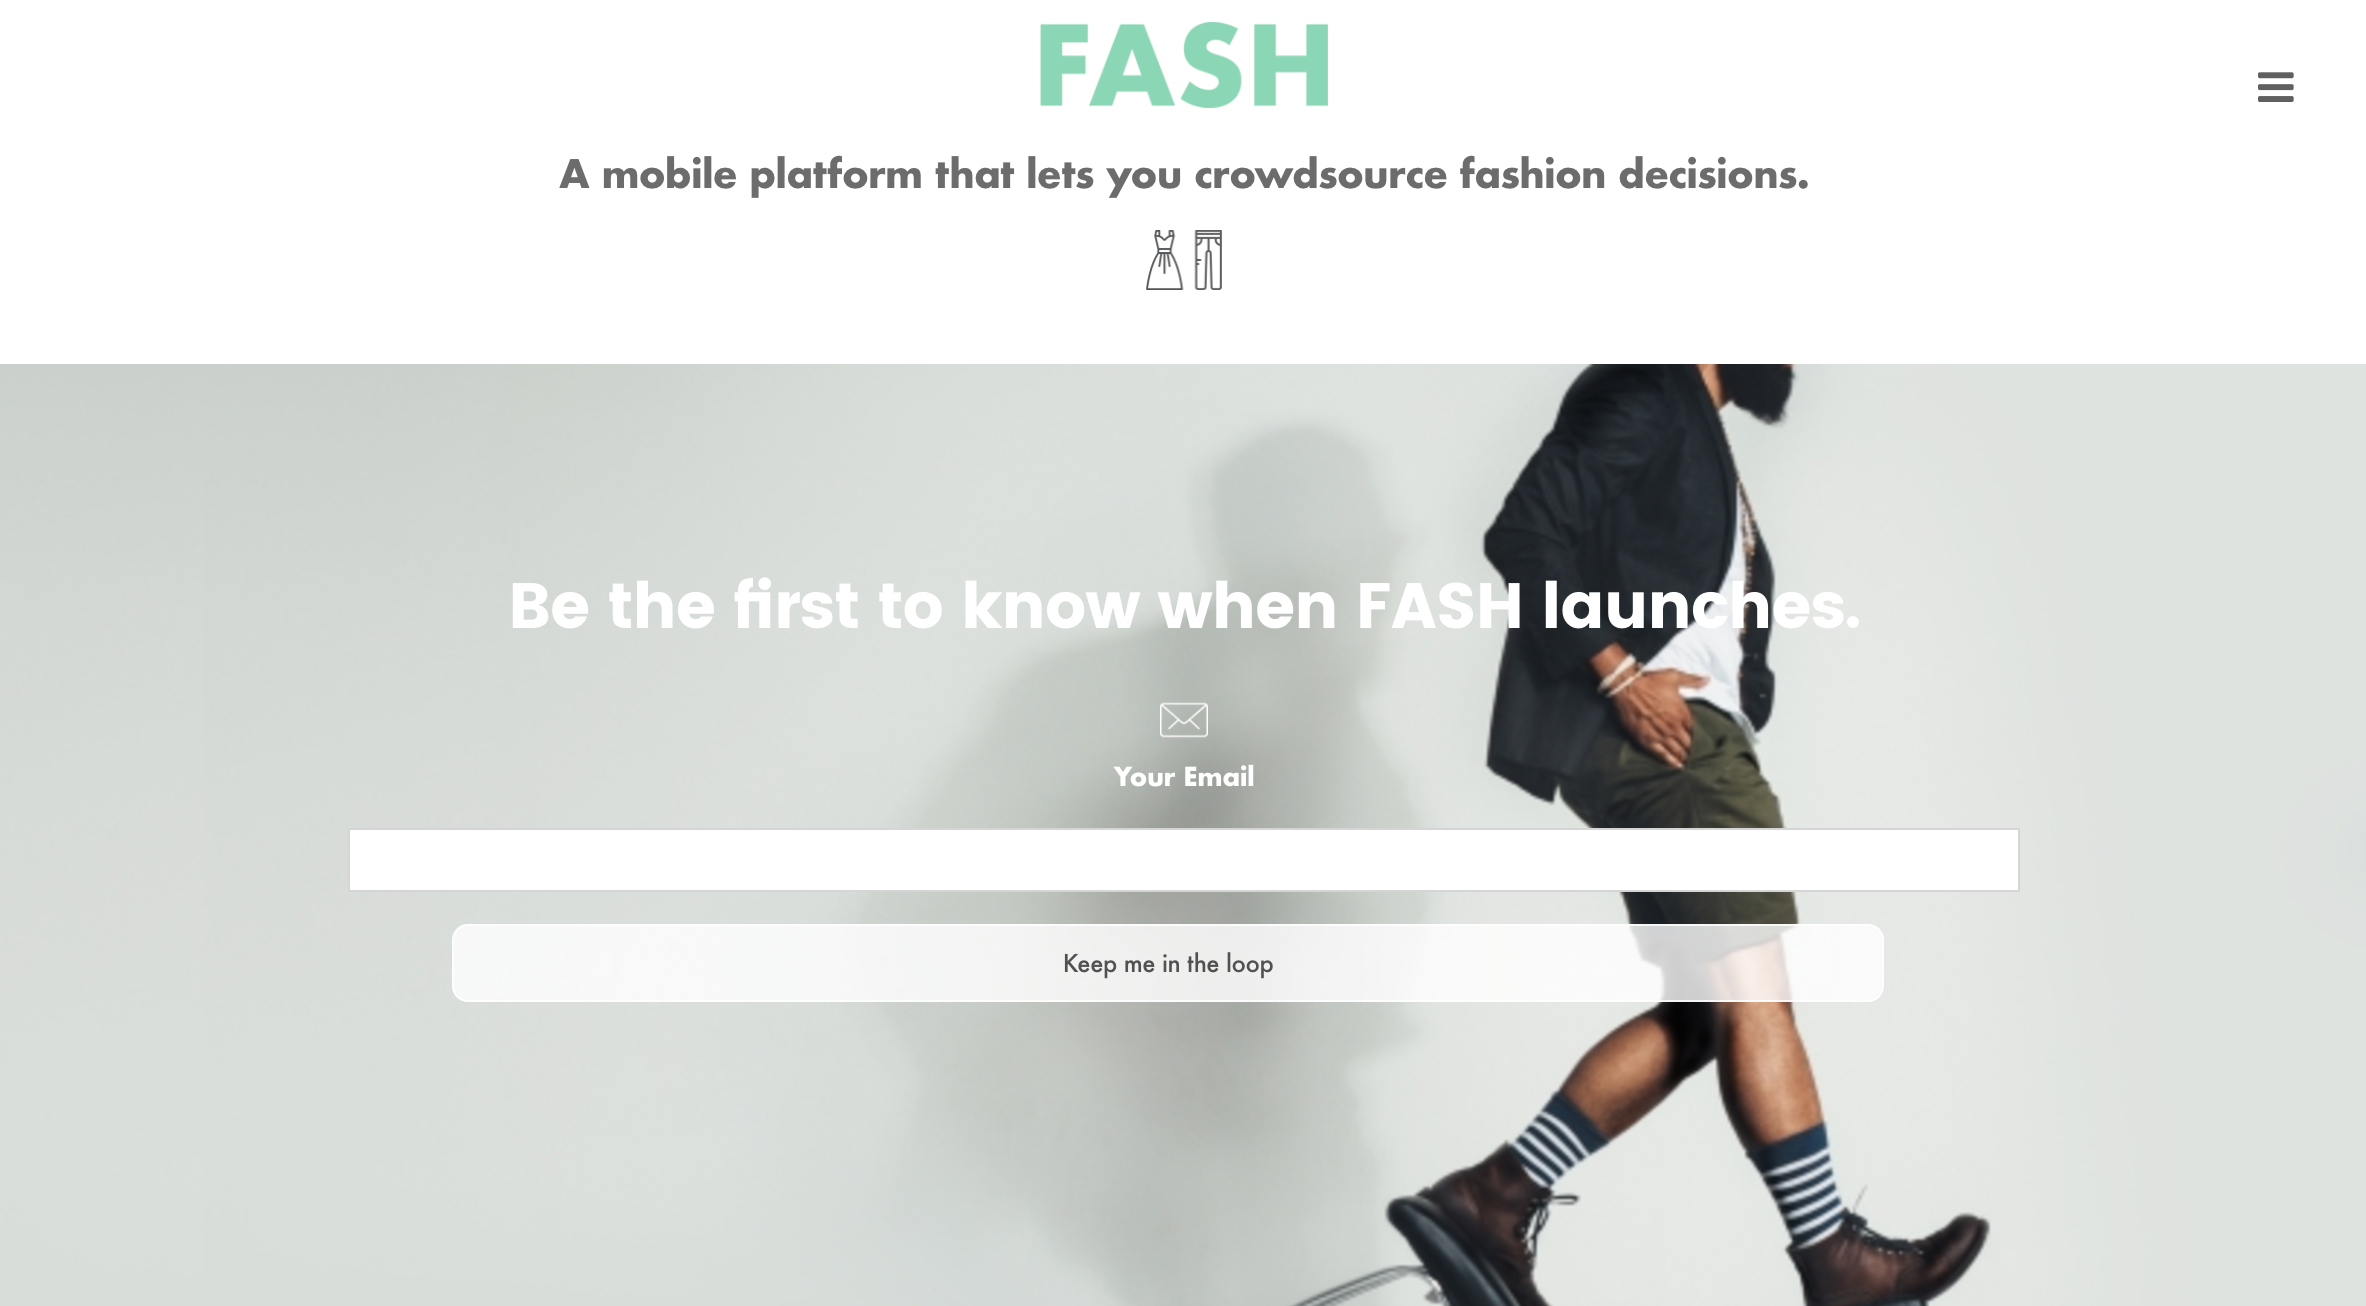 FASH
A mobile platform that lets you crowdsource fashion decisions.
Be the first to know when FASH launches.
Your Email
Keep me in the loop